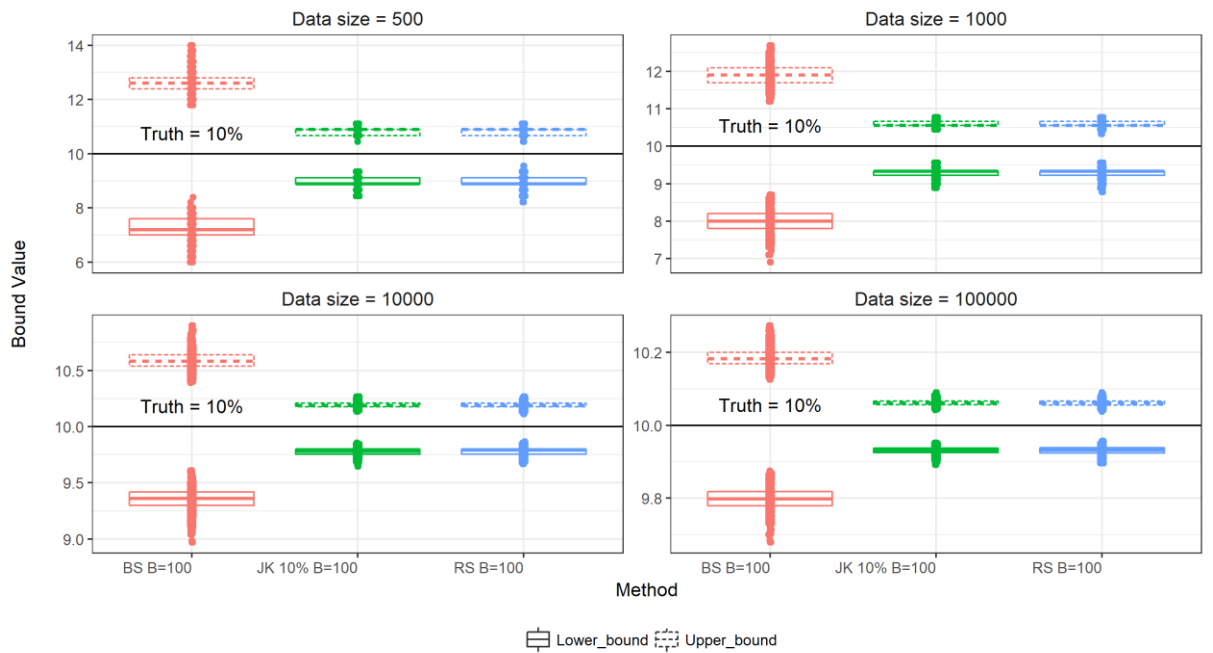 Data size = 500
Data size = 1000
14
12
10
8
6
Truth = 10%
12
11
10
9
8
7
Truth = 10%
Bound Value
Data size = 10000
Data size = 100000
10.5
10.0
9.5
9.0
Truth = 10%
10.2
10.0
9.8
Truth = 10%
BS B=100
JK 10% B=100
RS B=100
BS B=100
JK 10% B=100
RS B=100
Method
Lower_bound
Upper_bound